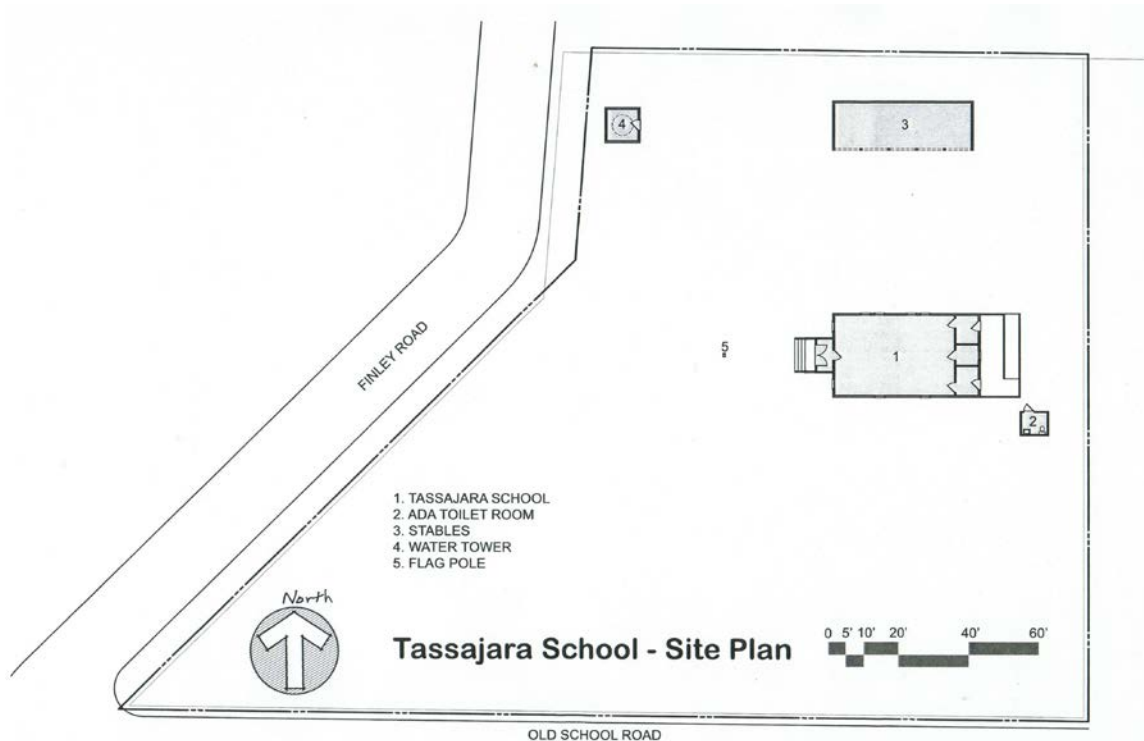 4
3
FINLEY ROAD
5
1
2
1. TASSAJARA SCHOOL
2. ADA TOILET ROOM
3. STABLES
4. WATER TOWER
5. FLAG POLE
North
Tassajara School - Site Plan
0 5' 10' 20' 40' 60'
OLD SCHOOL ROAD